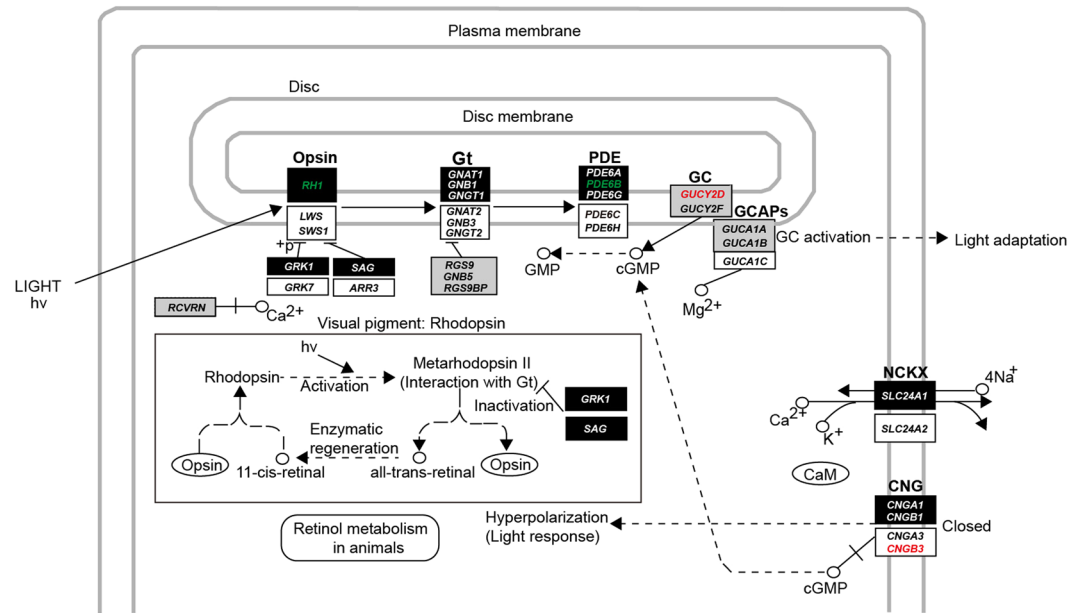 Plasma membrane
Disc
Disc membrane
Opsin
RH1
LWS
SWS1
+p
GRK1
GRK7
SAG
ARR3
Gt
GNAT1
GNB1
GNGT1
GNAT2
GNB3
GNGT2
RGS9
GNB5
RGS9BP
PDE
PDE6A
PDE6B
PDE6G
PDE6C
PDE6H
GC
GUCY2D
GUCY2F
GCAPs
GUCA1A
GUCA1B
GUCA1C
GC activation
Light adaptation
GMP
cGMP
Mg2+
LIGHT
hv
RCVRN
Ca2+
Visual pigment: Rhodopsin
hv
Rhodopsin
Activation
Metarhodopsin II
(Interaction with Gt)
Inactivation
GRK1
SAG
Enzymatic
regeneration
Opsin
11-cis-retinal
all-trans-retinal
Opsin
Retinol metabolism
in animals
Hyperpolarization
(Light response)
NCKX
SLC24A1
SLC24A2
4Na+
Ca2+
K+
CaM
CNG
CNGA1
CNGB1
CNGA3
CNGB3
Closed
cGMP